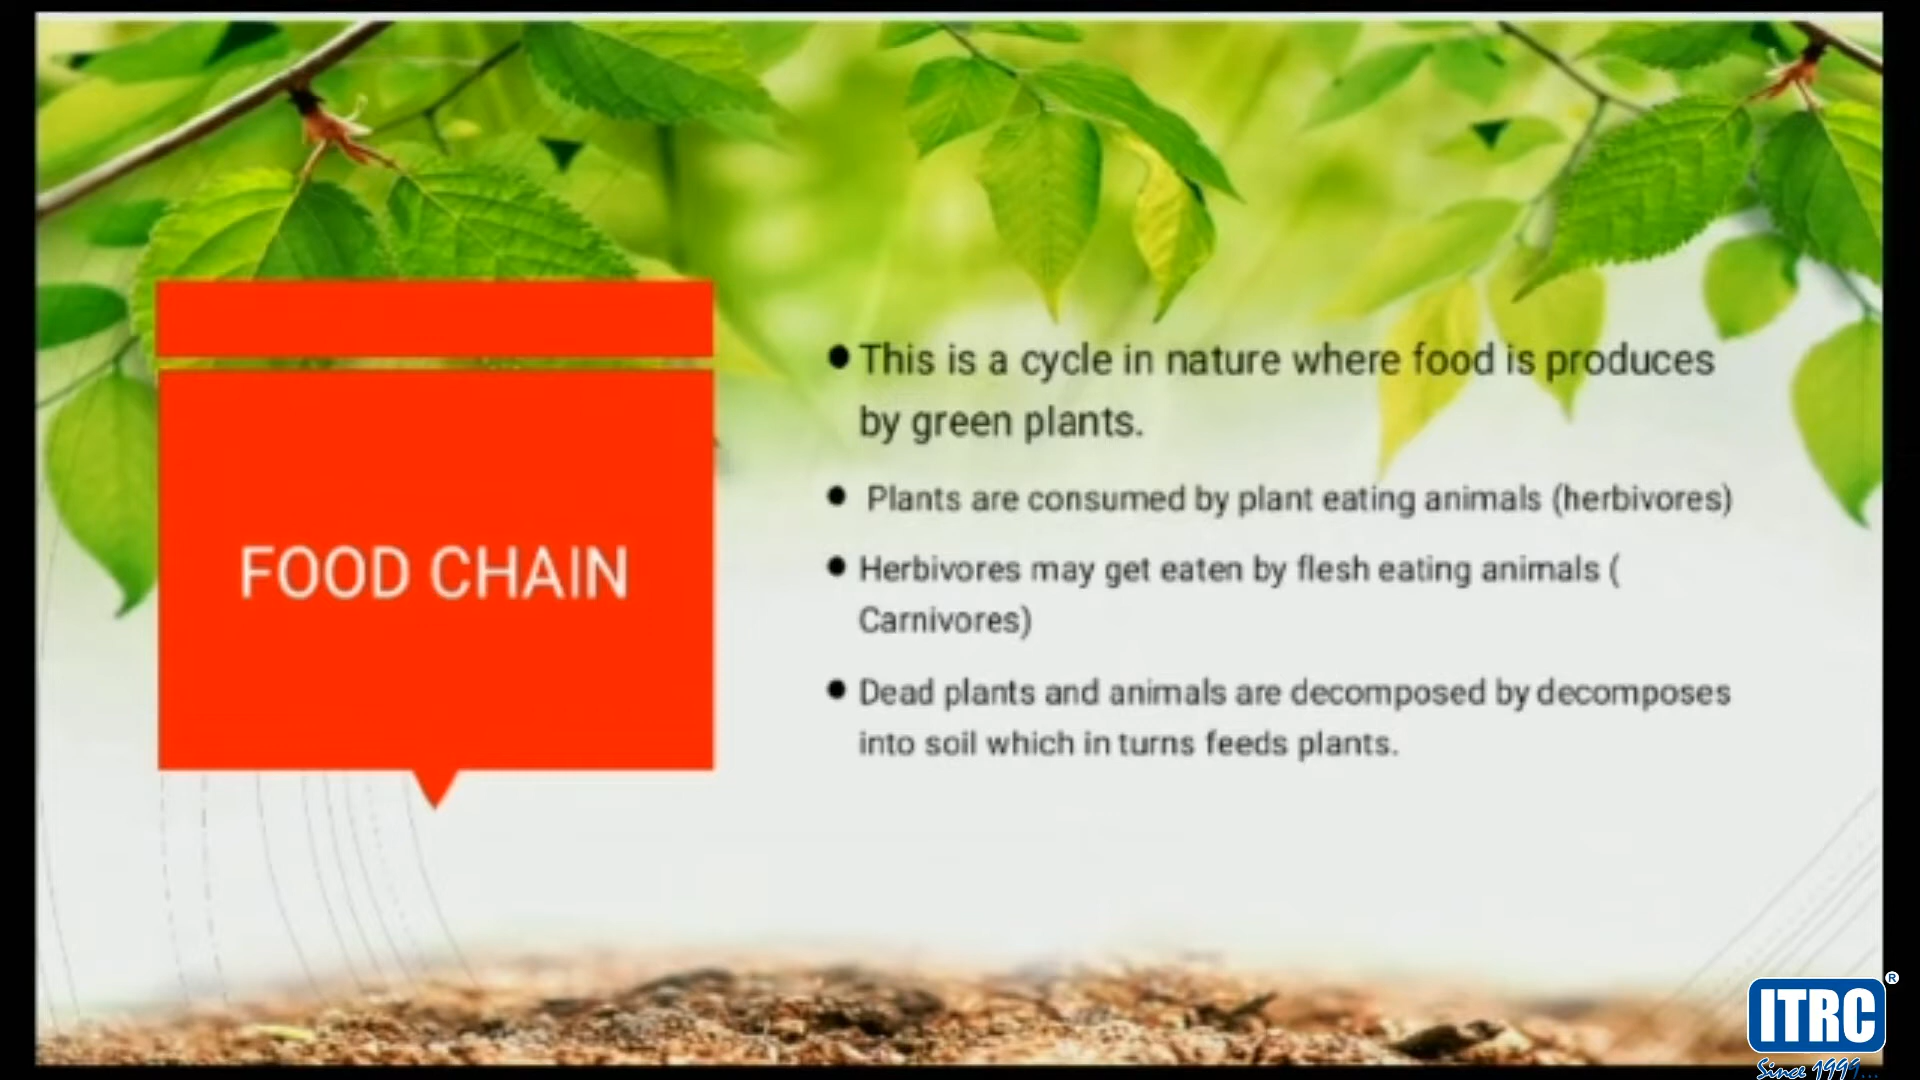 FOOD CHAIN
● This is a cycle in nature where food is produces
by green plants.
● Plants are consumed by plant eating animals (herbivores)
● Herbivores may get eaten by flesh eating animals (
Carnivores)
● Dead plants and animals are decomposed by decomposes
into soil which in turns feeds plants.
ITRC®
Since 1999...